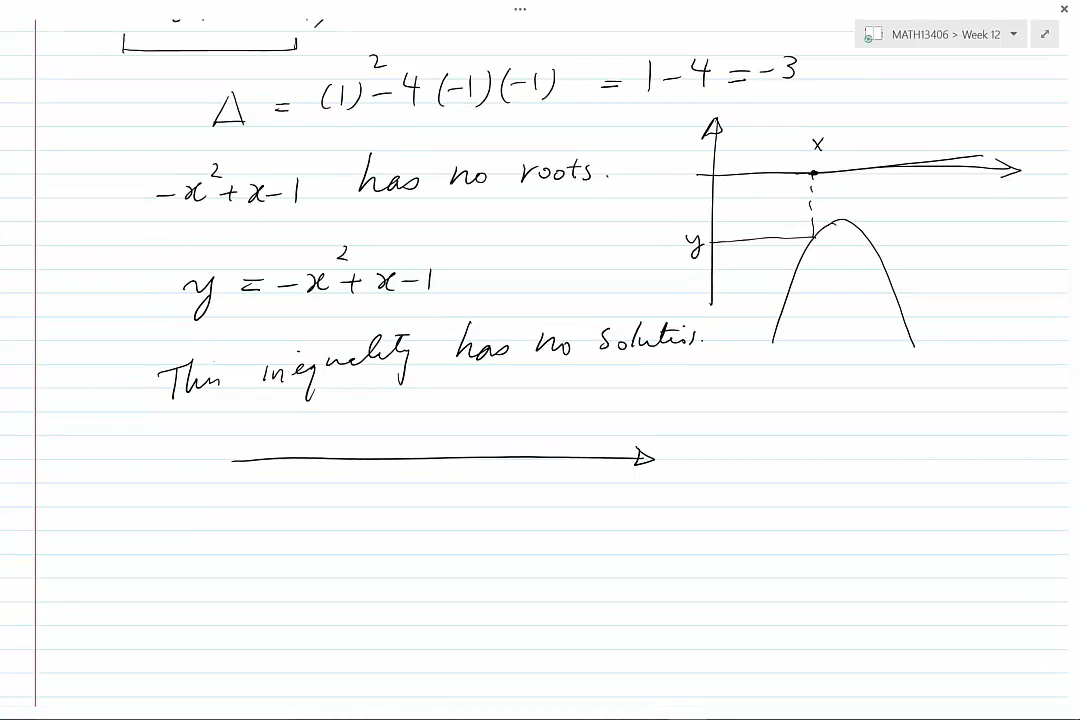 MATH13406 > Week 12
Δ = (1)² - 4 (-1)(-1) = 1 - 4 = -3
-x² + x - 1 has no roots.
x
y
y = -x² + x - 1
This inequality has no solutis.